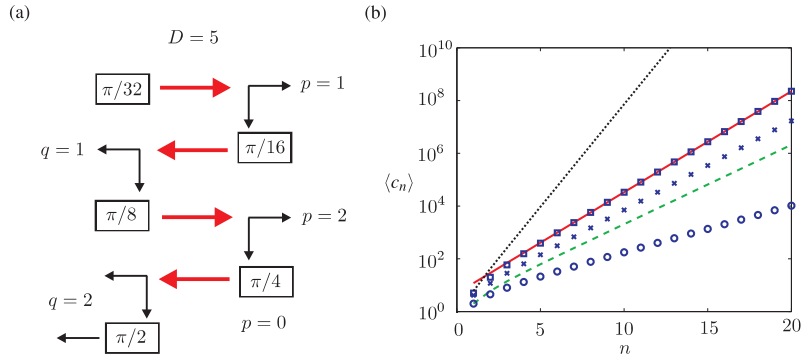 (a)
D = 5
π/32
p = 1
q = 1
π/16
π/8
p = 2
π/4
q = 2
p = 0
π/2
(b)
10^10
10^8
10^6
⟨c_n⟩
10^4
10^2
10^0
0 5 10 15 20
n